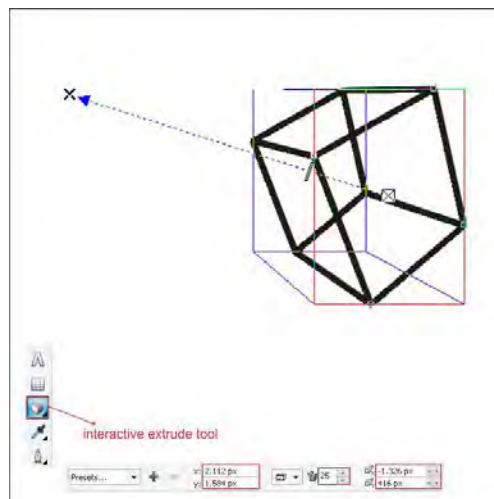 interactive extrude tool
Presets...
x: 2.112 px
y: 1.584 px
25
-1.326 px
416 px